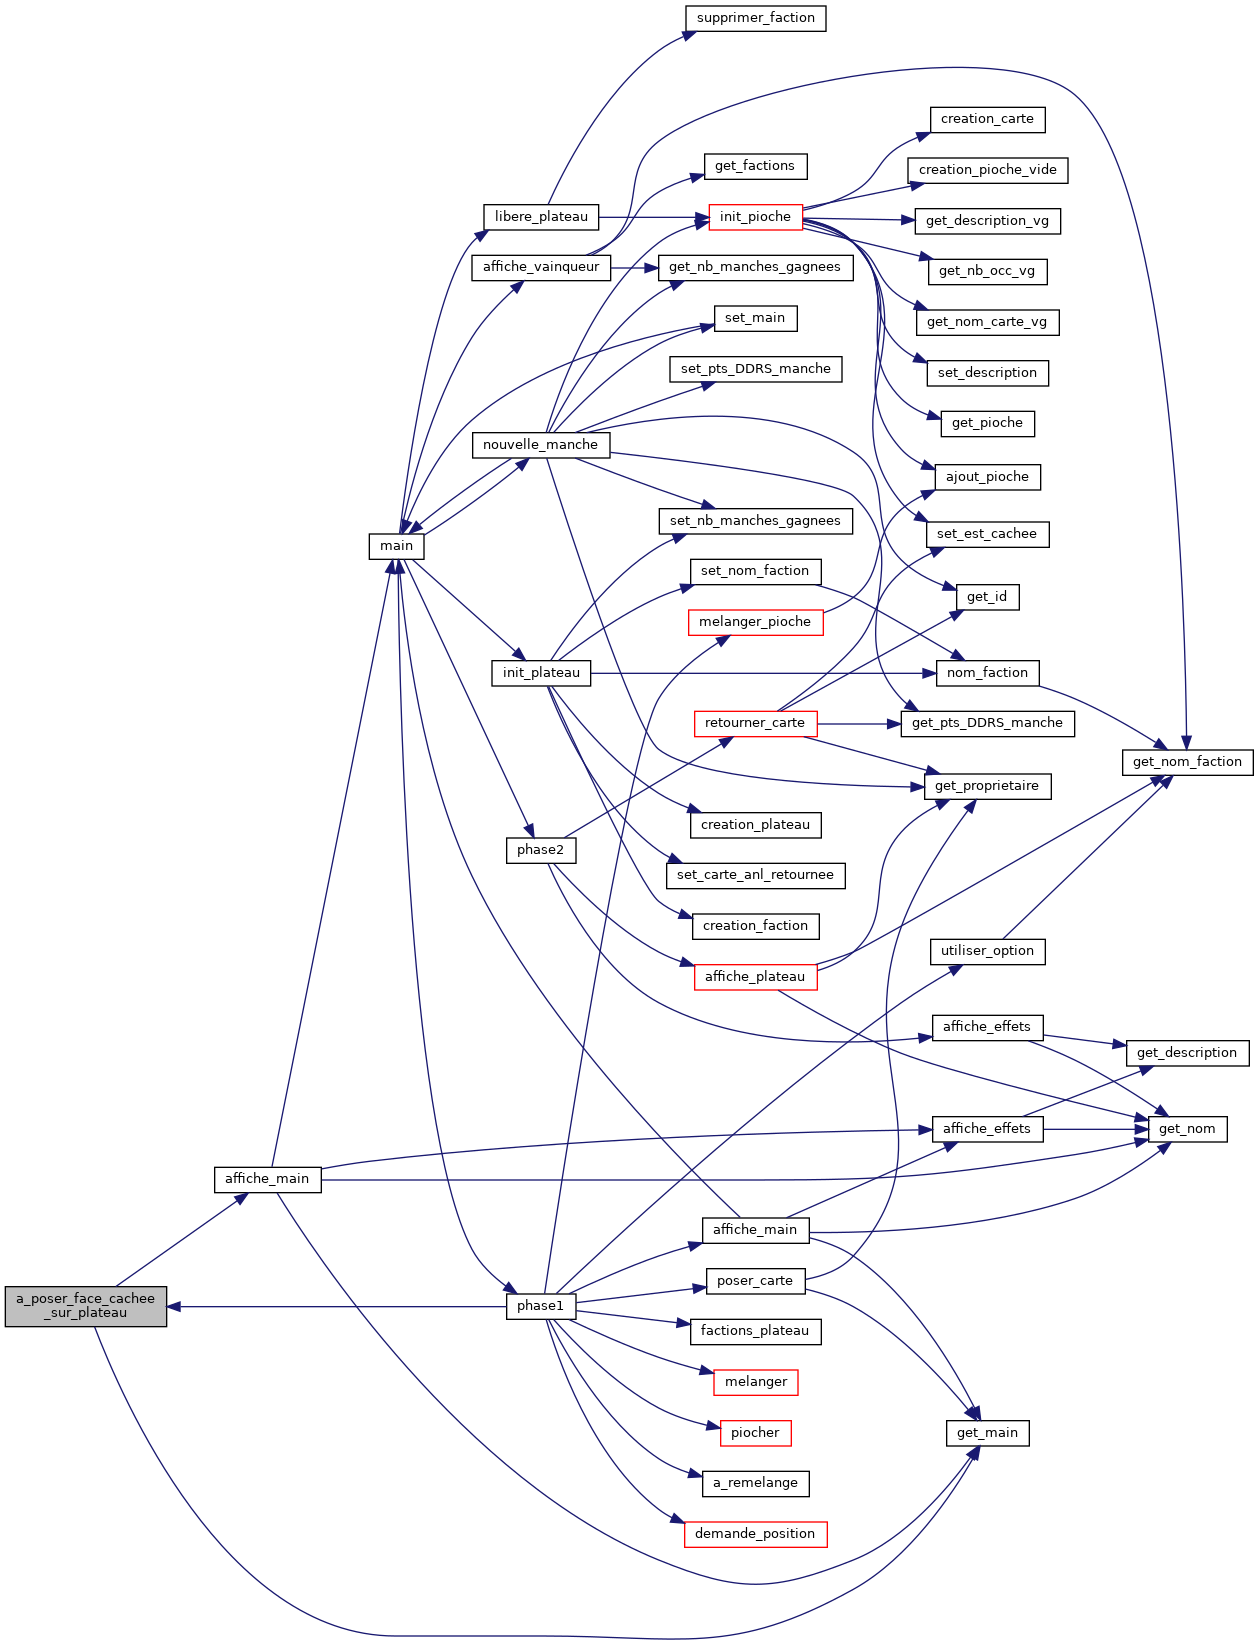 supprimer_faction
creation_carte
get_factions
creation_pioche_vide
libere_plateau
init_pioche
get_description_vg
affiche_vainqueur
get_nb_manches_gagnees
get_nb_occ_vg
set_main
get_nom_carte_vg
set_pts_DDRS_manche
set_description
get_pioche
nouvelle_manche
ajout_pioche
set_nb_manches_gagnees
set_est_cachee
main
set_nom_faction
get_id
melanger_pioche
init_plateau
nom_faction
retourner_carte
get_pts_DDRS_manche
get_nom_faction
get_proprietaire
creation_plateau
phase2
set_carte_anl_retournee
creation_faction
utiliser_option
affiche_plateau
affiche_effets
get_description
affiche_effets
get_nom
affiche_main
affiche_main
poser_carte
a_poser_face_cachee
_sur_plateau
phase1
factions_plateau
melanger
piocher
get_main
a_remelange
demande_position